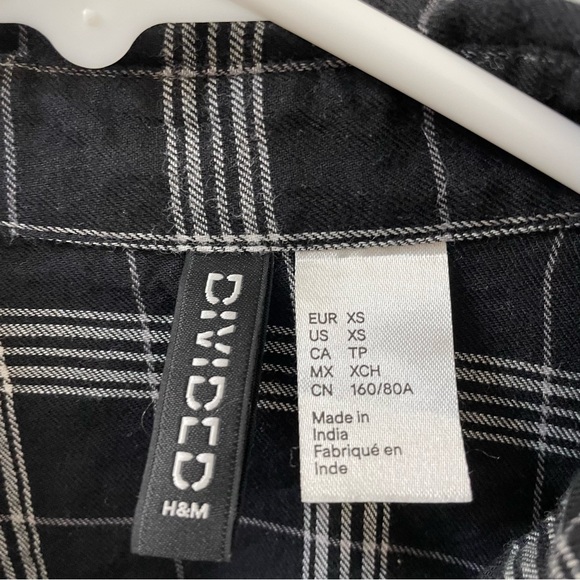 DIVIDED
H&M
EUR XS
US XS
CA TP
MX XCH
CN 160/80A
Made in
India
Fabriqué en
Inde